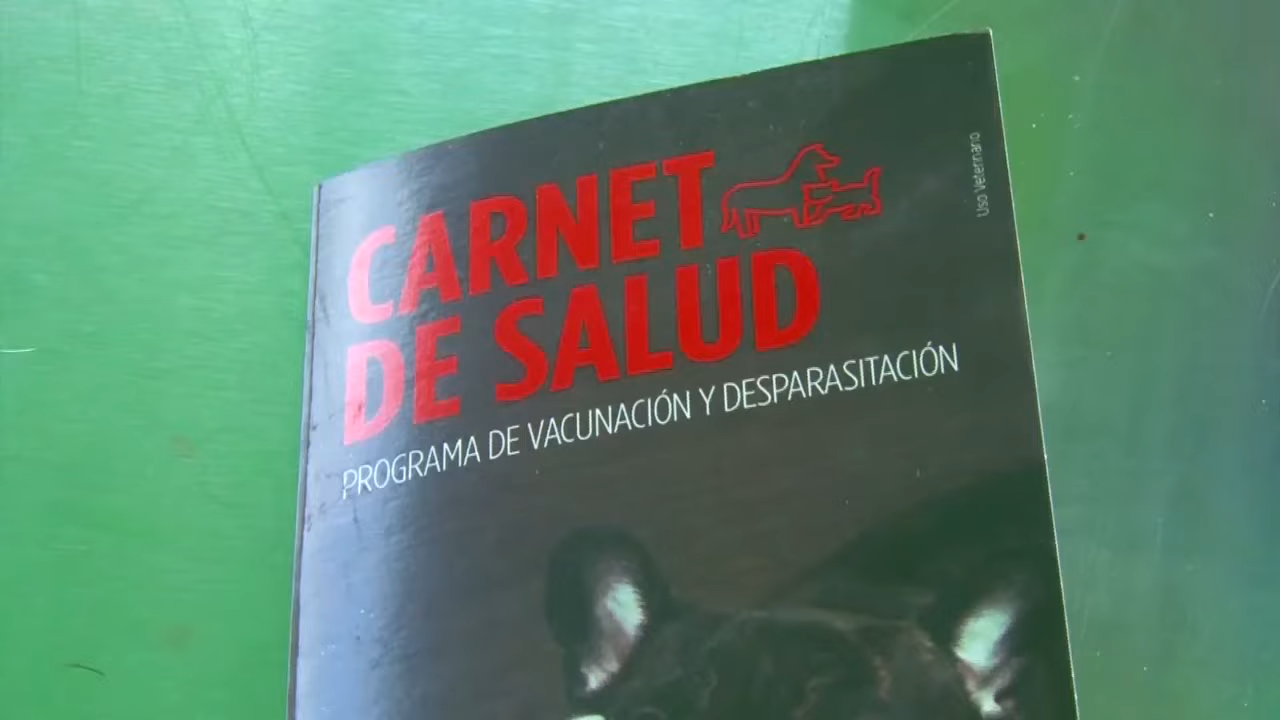 CARNET
DE SALUD
PROGRAMA DE VACUNACIÓN Y DESPARASITACIÓN
Uso Veterinario